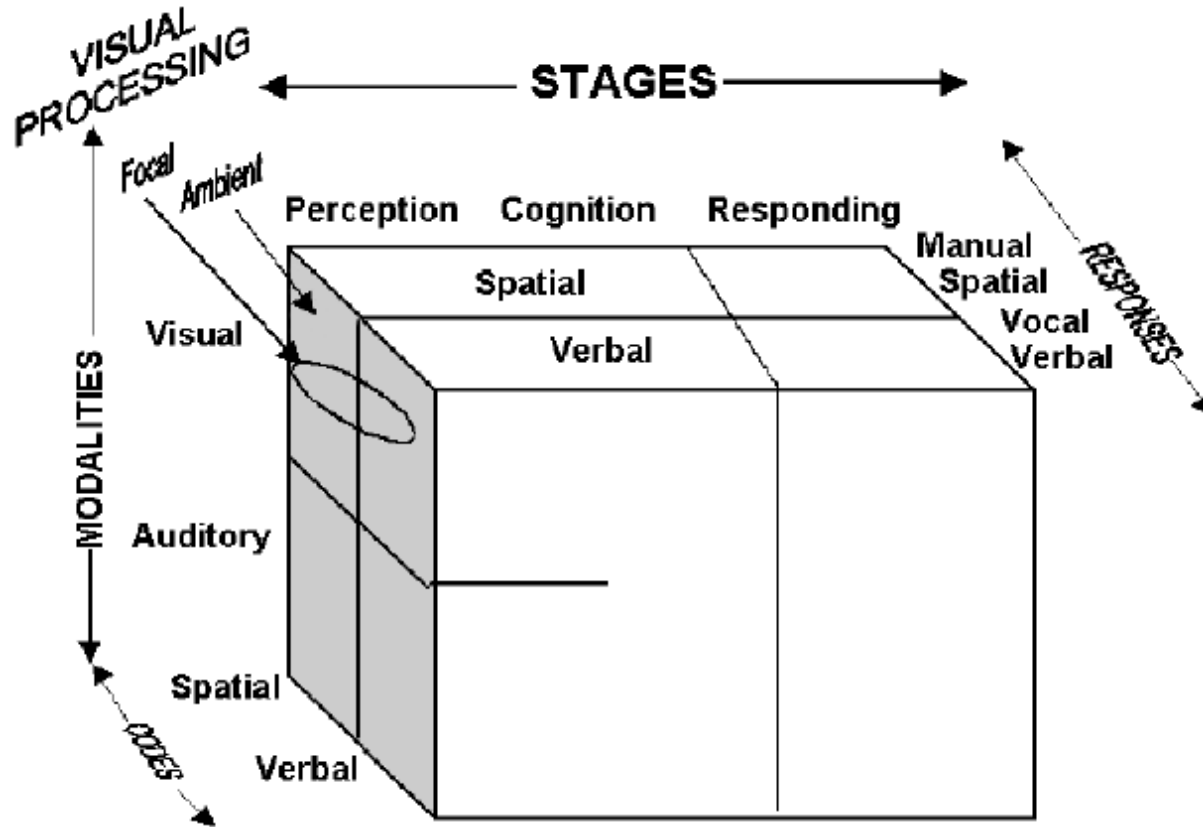 VISUAL
PROCESSING
STAGES
Focal
Ambient
Perception Cognition Responding
Manual
Spatial
Vocal
Verbal
RESPONSES
Spatial
Verbal
Visual
MODALITIES
Auditory
Spatial
Verbal
CODES